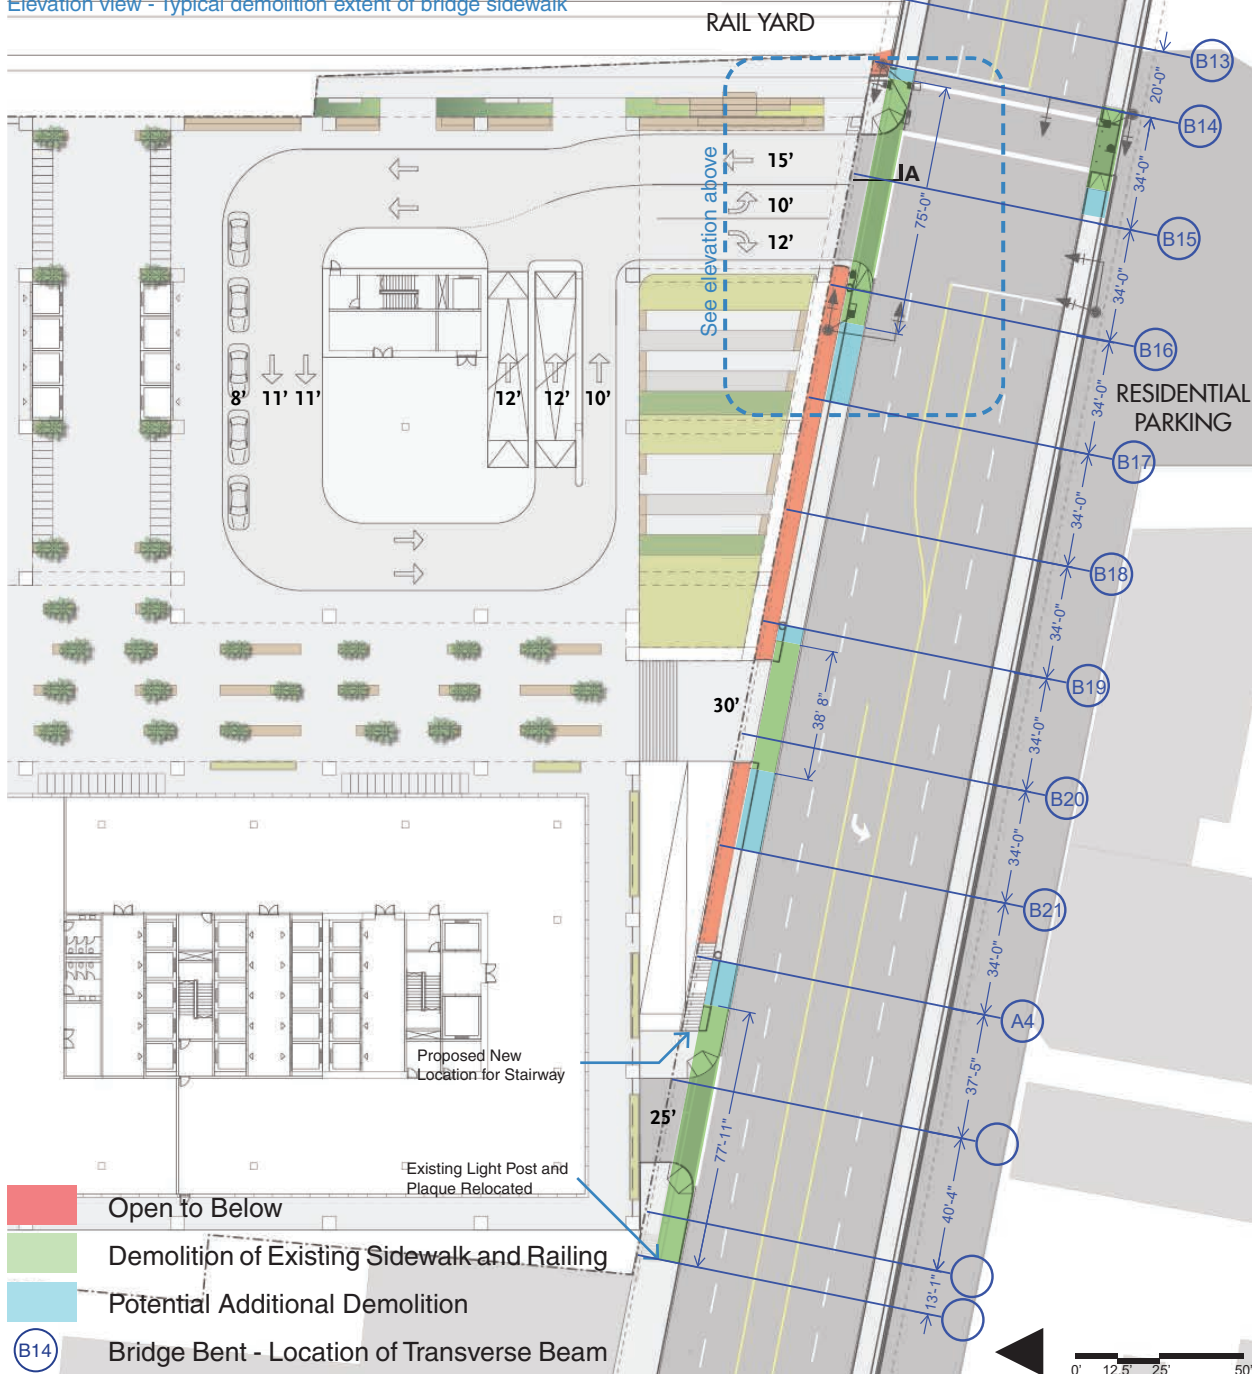 Elevation view - Typical demolition extent of bridge sidewalk
RAIL YARD
B13
20'-0"
B14
34'-0"
See elevation above
15'
10'
12'
A
75'-0"
B15
34'-0"
B16
34'-0"
RESIDENTIAL
PARKING
8' 11' 11' 12' 12' 10'
B17
34'-0"
B18
34'-0"
B19
30'
38' 8"
34'-0"
B20
34'-0"
B21
34'-0"
A4
37'-5"
Proposed New
Location for Stairway
25'
77'-11"
Existing Light Post and
Plaque Relocated
40'-4"
13'-1"
Open to Below
Demolition of Existing Sidewalk and Railing
Potential Additional Demolition
B14 Bridge Bent - Location of Transverse Beam
0' 12.5' 25' 50'